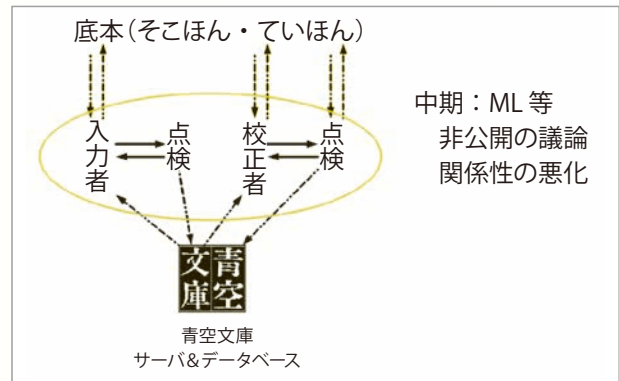 底本（そこほん・ていほん）
中期：ML 等
非公開の議論
関係性の悪化
入力者
点検
校正者
点検
青空
文庫
青空文庫
サーバ&データベース